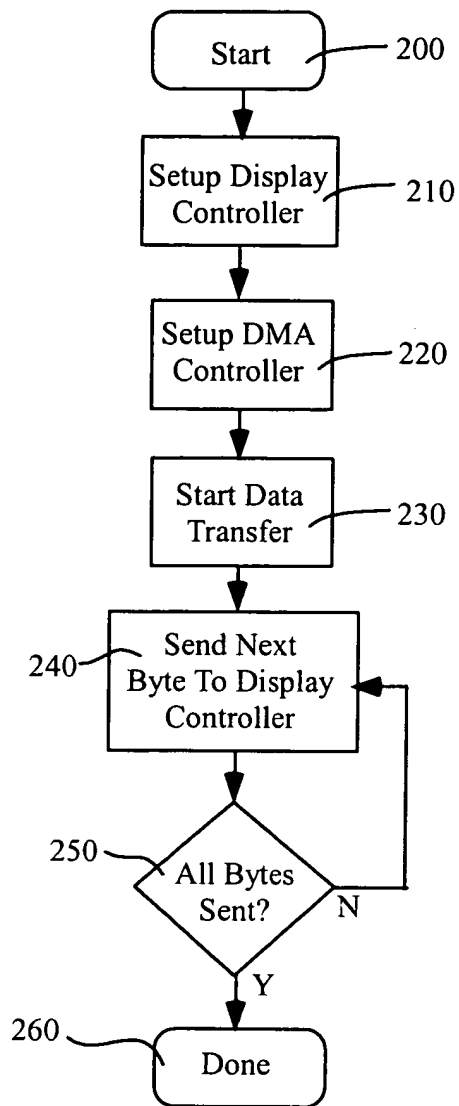 Start
200
Setup Display
Controller
210
Setup DMA
Controller
220
Start Data
Transfer
230
240
Send Next
Byte To Display
Controller
250
All Bytes
Sent?
N
Y
260
Done